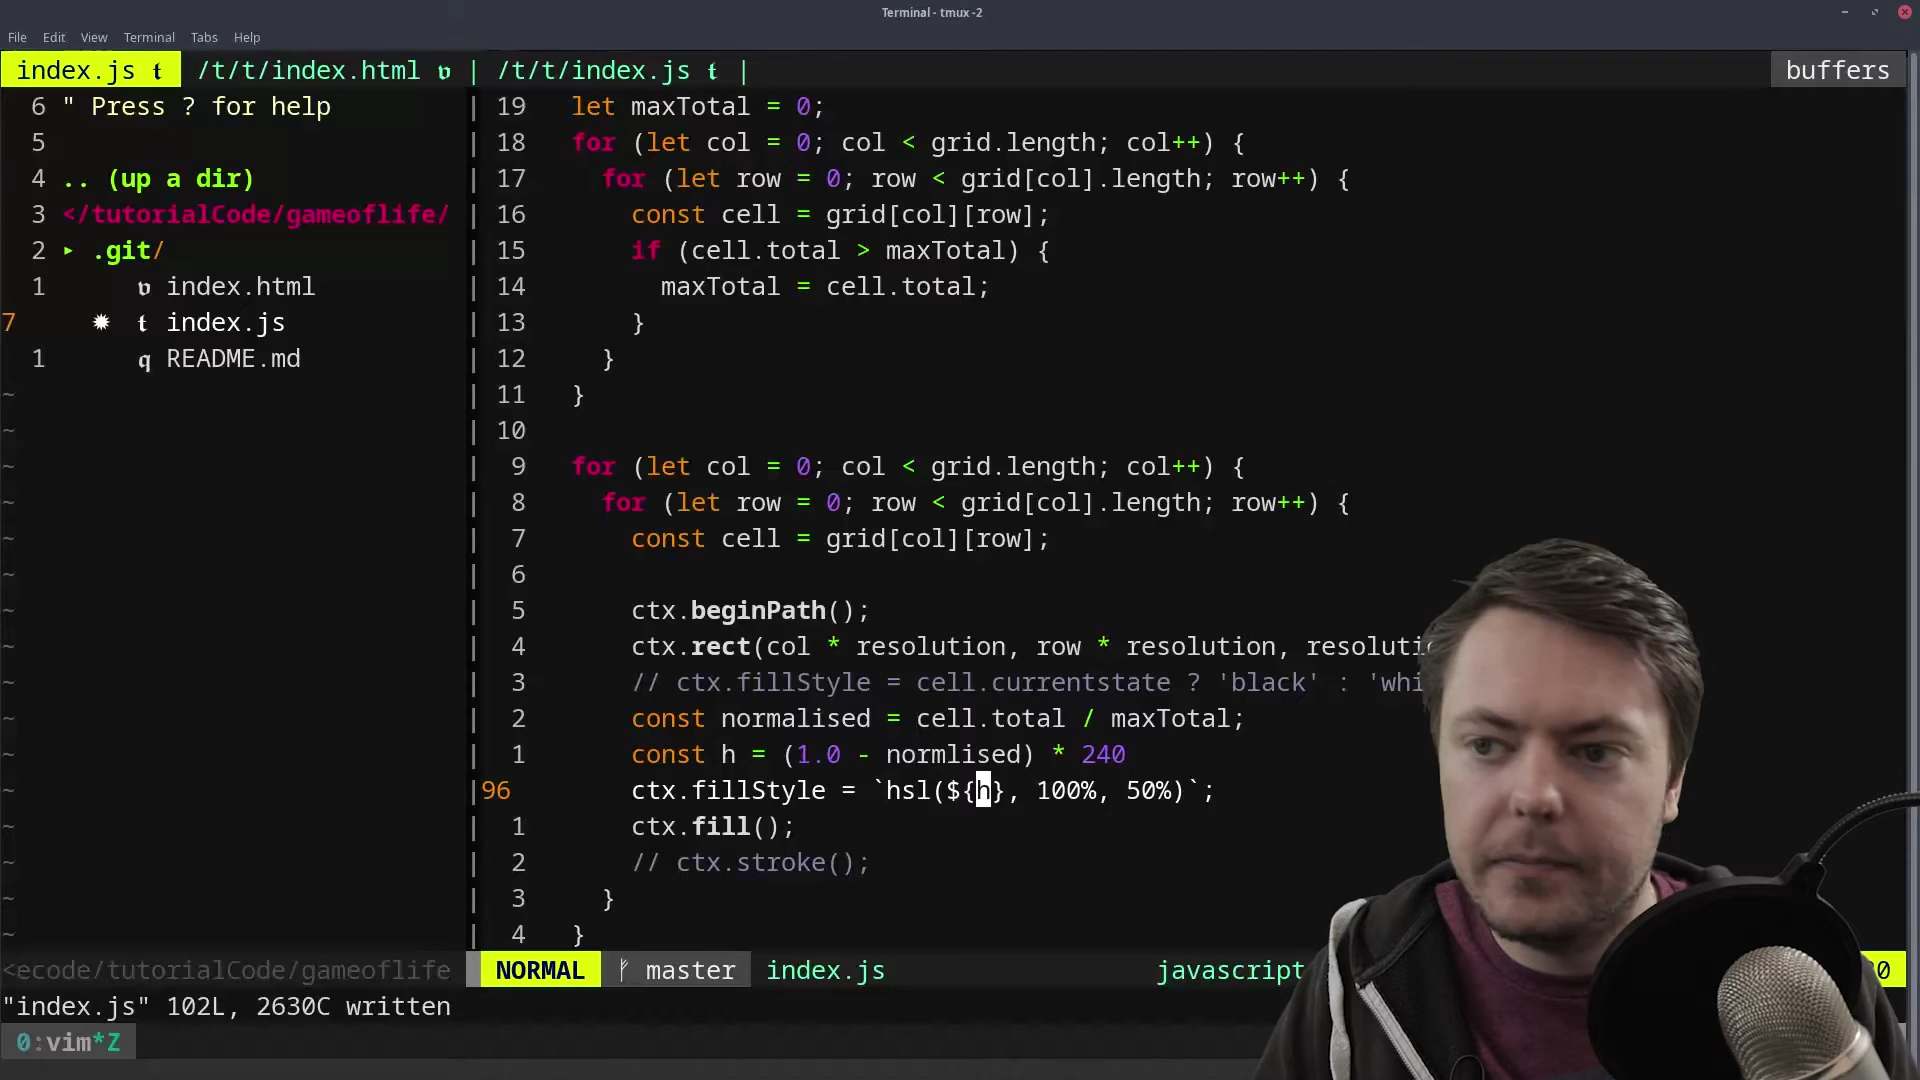 Terminal - tmux -2
File Edit View Terminal Tabs Help
index.js t /t/t/index.html v | /t/t/index.js t | buffers
6 " Press ? for help
5
4 .. (up a dir)
3 </tutorialCode/gameoflife/
2 ▸ .git/
1 v index.html
7 ✹ t index.js
1 q README.md
19 let maxTotal = 0;
18 for (let col = 0; col < grid.length; col++) {
17 for (let row = 0; row < grid[col].length; row++) {
16 const cell = grid[col][row];
15 if (cell.total > maxTotal) {
14 maxTotal = cell.total;
13 }
12 }
11 }
10
9 for (let col = 0; col < grid.length; col++) {
8 for (let row = 0; row < grid[col].length; row++) {
7 const cell = grid[col][row];
6
5 ctx.beginPath();
4 ctx.rect(col * resolution, row * resolution,
3 // ctx.fillStyle = cell.currentstate ? 'black' :
2 const normalised = cell.total / maxTotal;
1 const h = (1.0 - normlised) * 240
96 ctx.fillStyle = `hsl(${h}, 100%, 50%)`;
1 ctx.fill();
2 // ctx.stroke();
3 }
4 }
<ecode/tutorialCode/gameoflife NORMAL master index.js javascript
"index.js" 102L, 2630C written
0:vim*Z